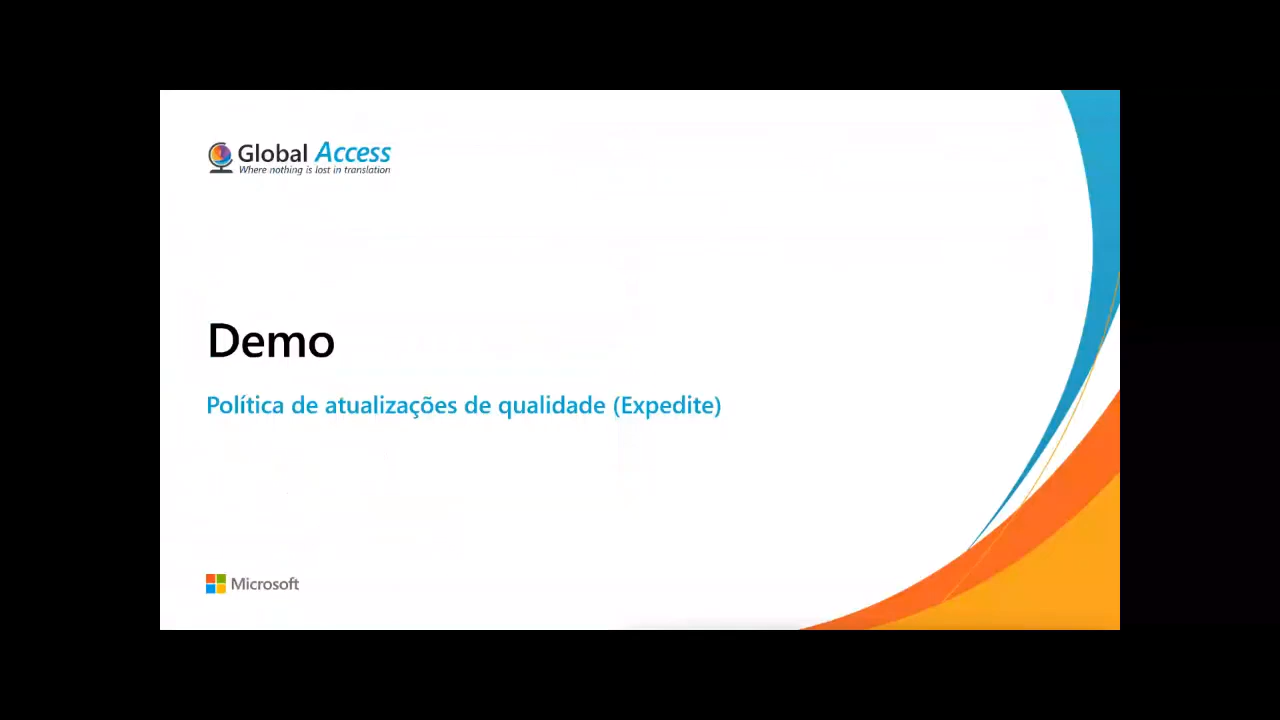 Global Access
Where nothing is lost in translation
Demo
Política de atualizações de qualidade (Expedite)
Microsoft